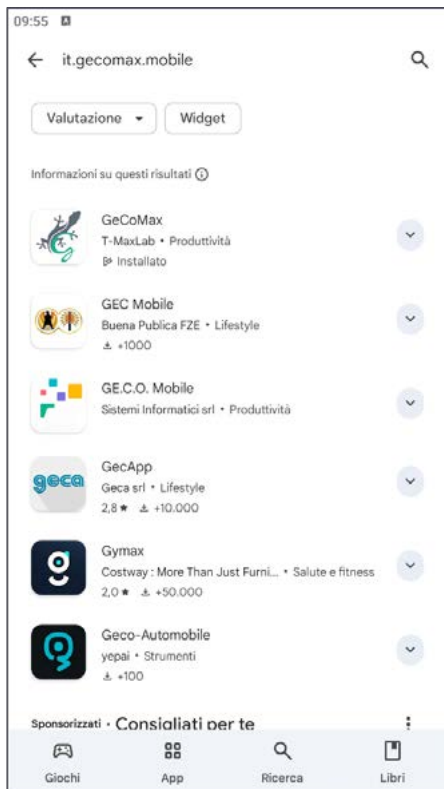 09:55 A
it.gecomax.mobile
Valutazione Widget
Informazioni su questi risultati
GeCoMax
T-MaxLab • Produttività
Installato
GEC Mobile
Buena Publica FZE • Lifestyle
+1000
GE.C.O. Mobile
Sistemi Informatici srl • Produttività
geca
GecApp
Geca srl • Lifestyle
2,8★ +10.000
g
Gymax
Costway : More Than Just Furni... • Salute e fitness
2,0★ +50.000
Geco-Automobile
yepai • Strumenti
+100
Sponsorizzati • Consigliati per te
Giochi App Ricerca Libri